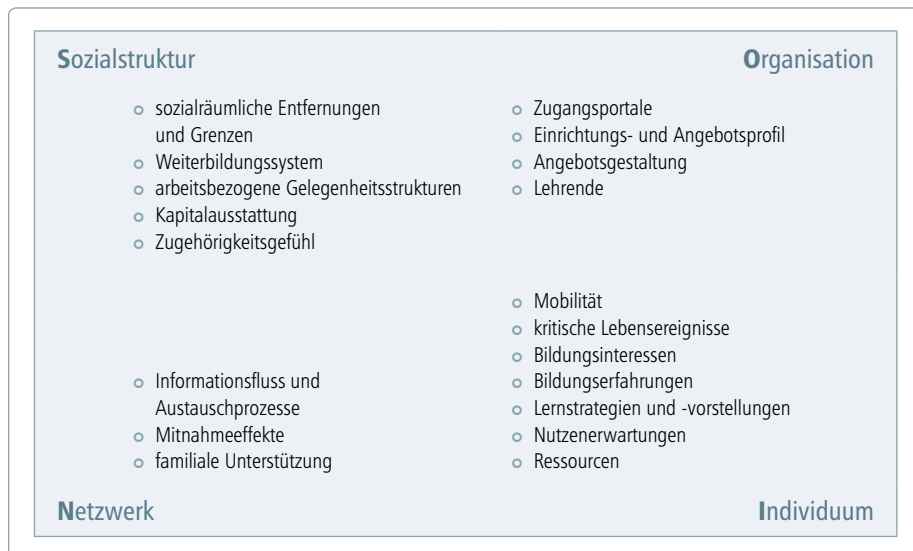 Sozialstruktur
sozialräumliche Entfernungen
und Grenzen
Weiterbildungssystem
arbeitsbezogene Gelegenheitsstrukturen
Kapitalausstattung
Zugehörigkeitsgefühl
Organisation
Zugangsportale
Einrichtungs- und Angebotsprofil
Angebotsgestaltung
Lehrende
Informationsfluss und
Austauschprozesse
Mitnahmeeffekte
familiale Unterstützung
Netzwerk
Mobilität
kritische Lebensereignisse
Bildungsinteressen
Bildungserfahrungen
Lernstrategien und -vorstellungen
Nutzenerwartungen
Ressourcen
Individuum